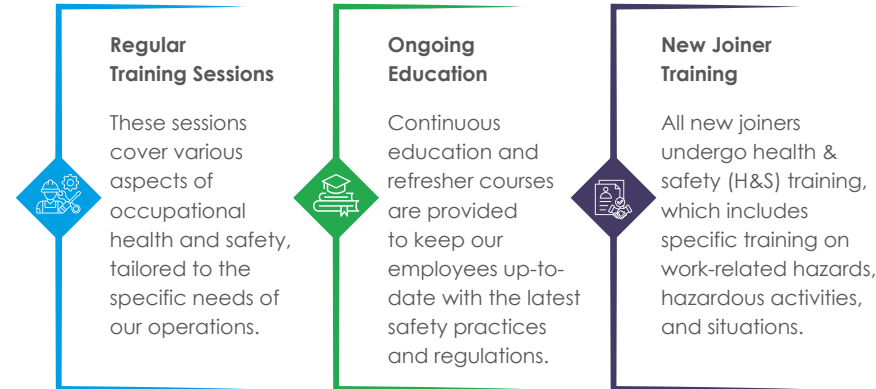 Regular
Training Sessions
These sessions
cover various
aspects of
occupational
health and safety,
tailored to the
specific needs of
our operations.
Ongoing
Education
Continuous
education and
refresher courses
are provided
to keep our
employees up-to-
date with the latest
safety practices
and regulations.
New Joiner
Training
All new joiners
undergo health &
safety (H&S) training,
which includes
specific training on
work-related hazards,
hazardous activities,
and situations.